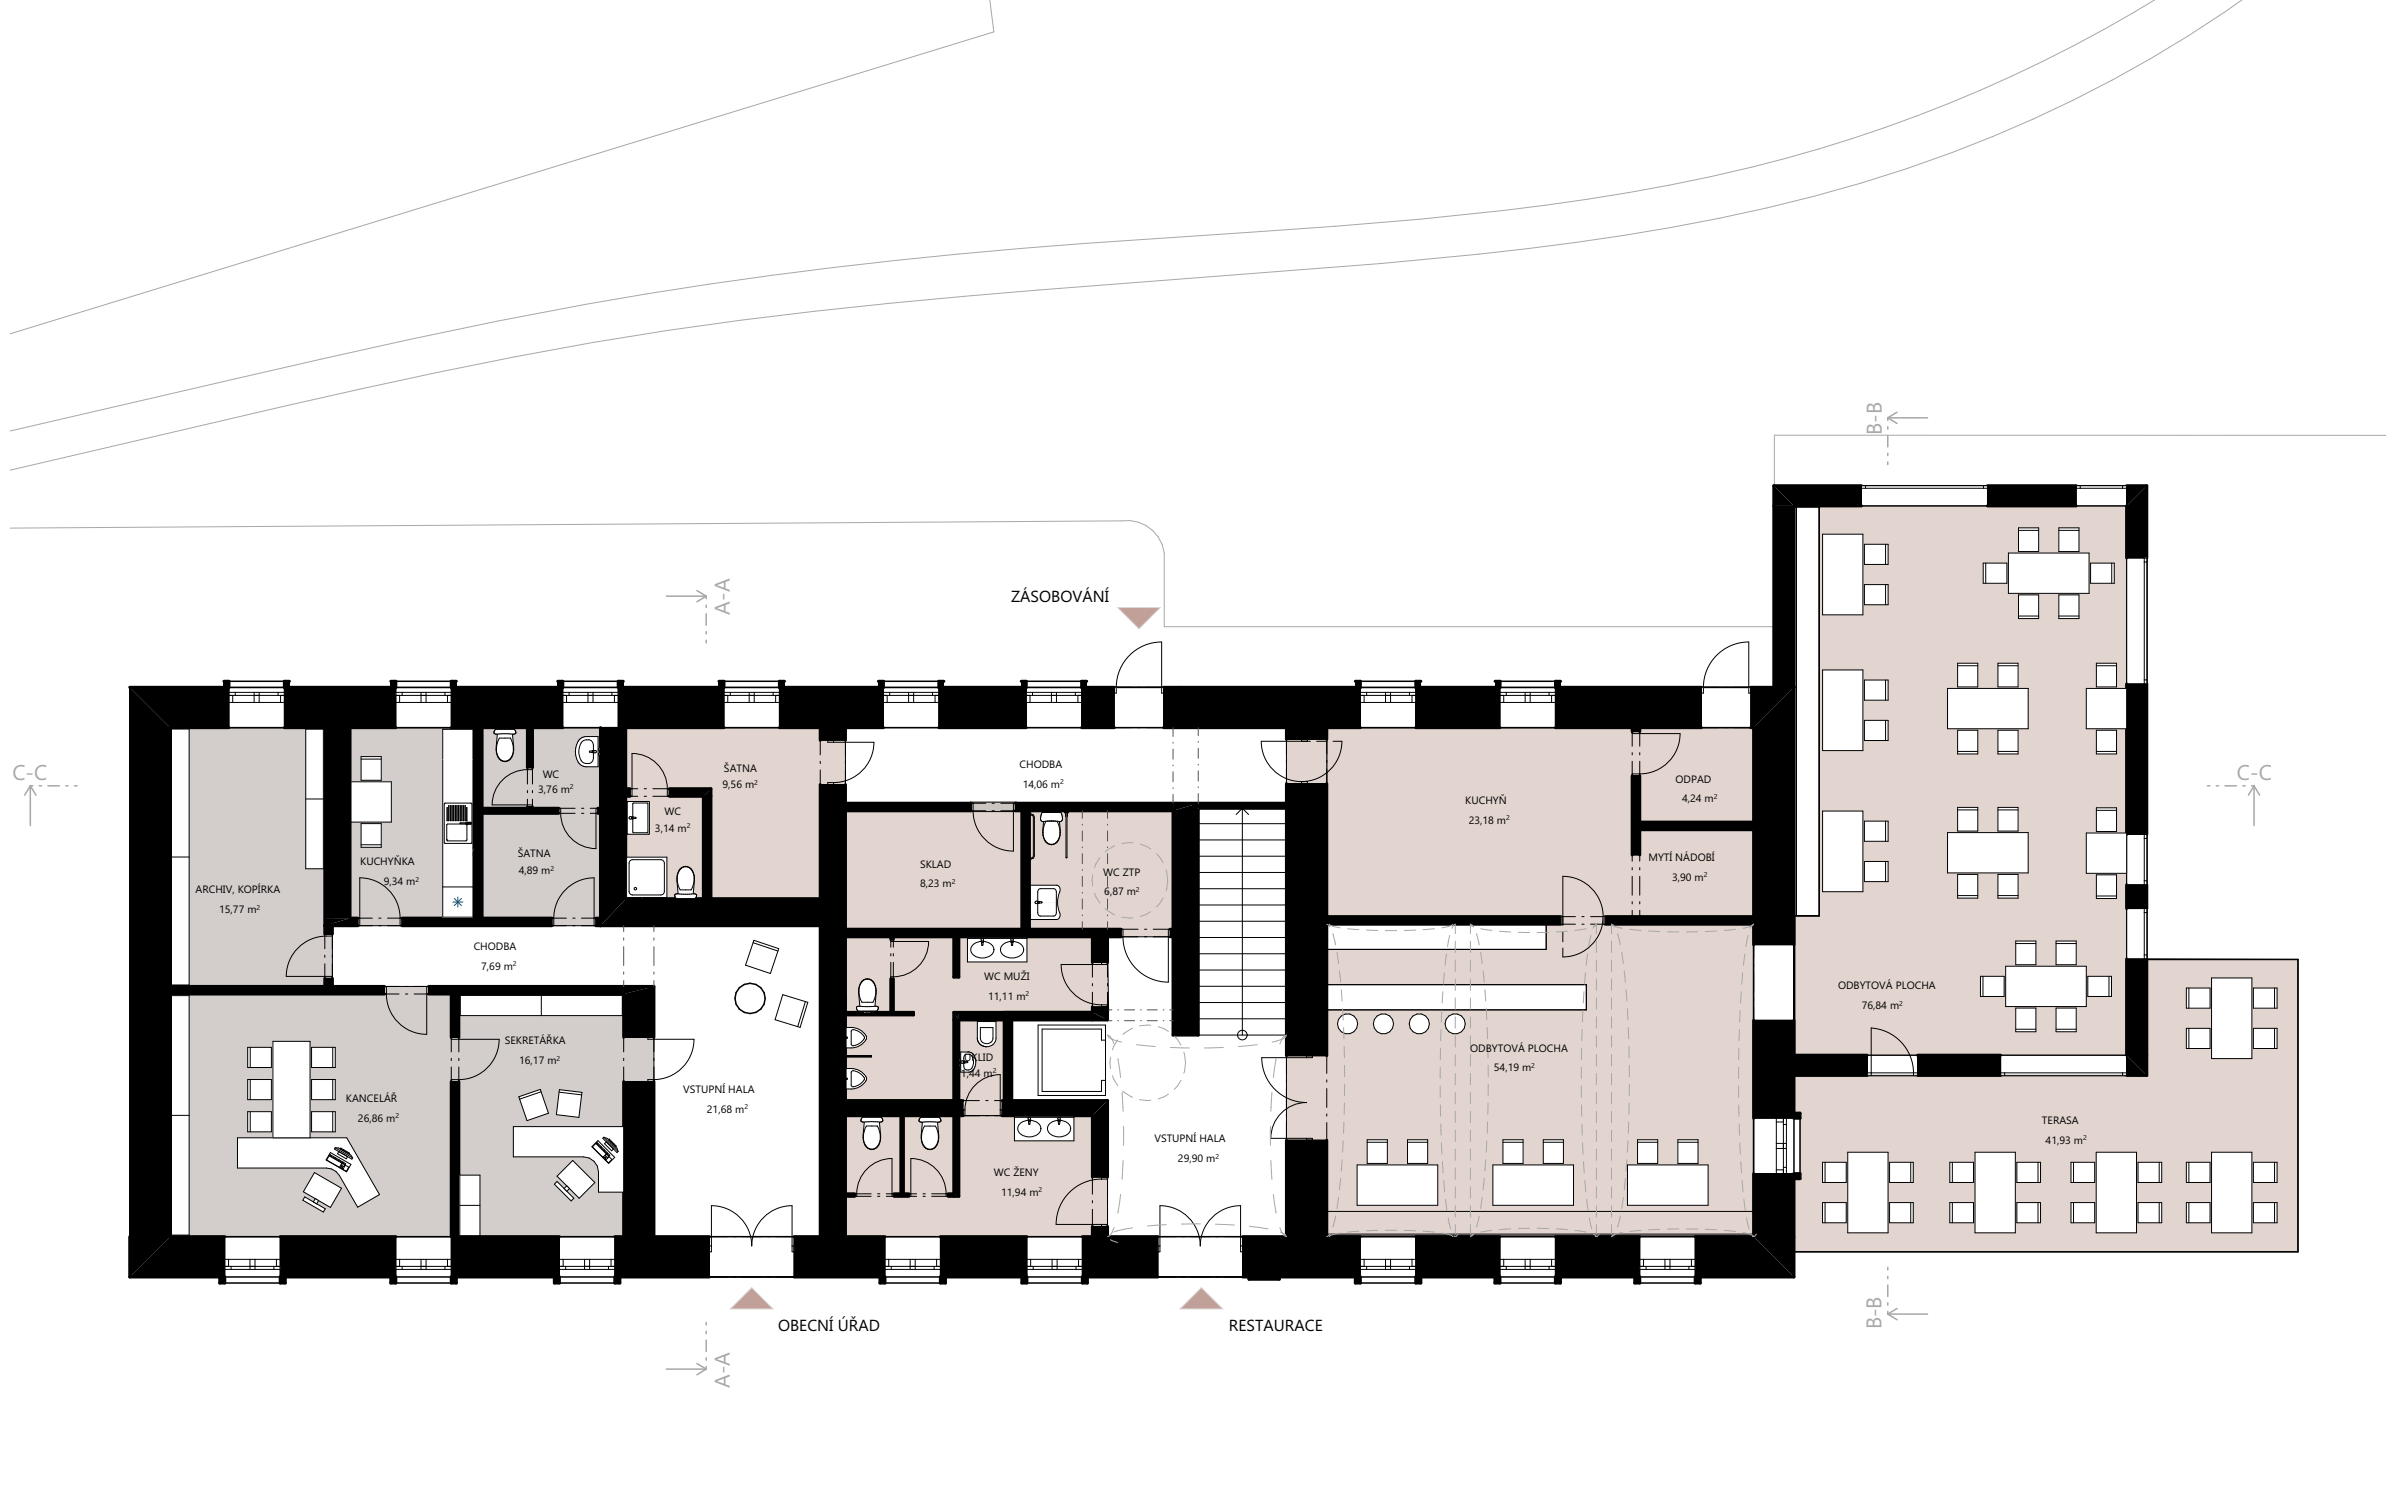 B-B
A-A
ZÁSOBOVÁNÍ
C-C
C-C
WC
3,76 m²
ŠATNA
9,56 m²
CHODBA
14,06 m²
ODPAD
4,24 m²
WC
3,14 m²
KUCHYŇ
23,18 m²
KUCHYŇKA
9,34 m²
ŠATNA
4,89 m²
SKLAD
8,23 m²
WC ZTP
6,87 m²
MYTÍ NÁDOBÍ
3,90 m²
ARCHIV, KOPÍRKA
15,77 m²
CHODBA
7,69 m²
WC MUŽI
11,11 m²
ODBYTOVÁ PLOCHA
76,84 m²
SEKRETÁŘKA
16,17 m²
ÚKLID
1,44 m²
ODBYTOVÁ PLOCHA
54,19 m²
KANCELÁŘ
26,86 m²
VSTUPNÍ HALA
21,68 m²
VSTUPNÍ HALA
29,90 m²
TERASA
41,93 m²
WC ŽENY
11,94 m²
OBECNÍ ÚŘAD
RESTAURACE
B-B
A-A